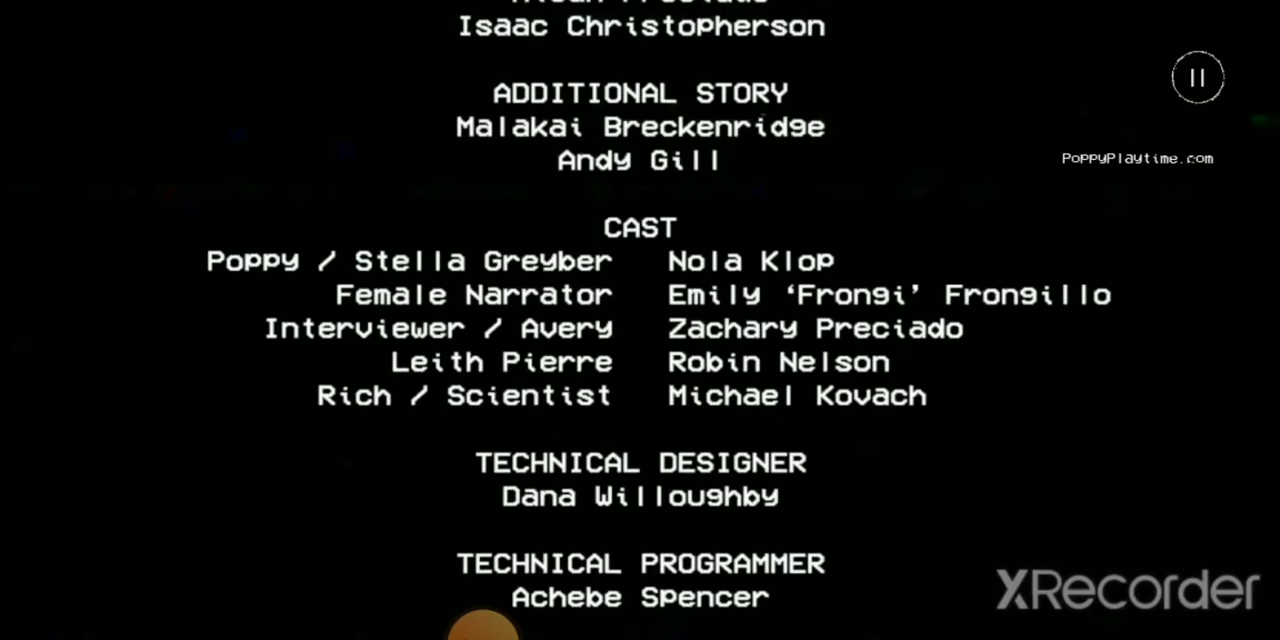 Isaac Christopherson
ADDITIONAL STORY
Malakai Breckenridge
Andy Gill
PoppyPlaytime.com
CAST
Poppy / Stella Greyber Nola Klop
Female Narrator Emily ‘Frongi’ Frongillo
Interviewer / Avery Zachary Preciado
Leith Pierre Robin Nelson
Rich / Scientist Michael Kovach
TECHNICAL DESIGNER
Dana Willoughby
TECHNICAL PROGRAMMER
Achebe Spencer
XRecorder